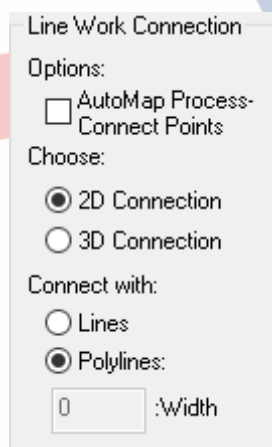 Line Work Connection
Options:
AutoMap Process-
Connect Points
Choose:
2D Connection
3D Connection
Connect with:
Lines
Polylines:
0 :Width